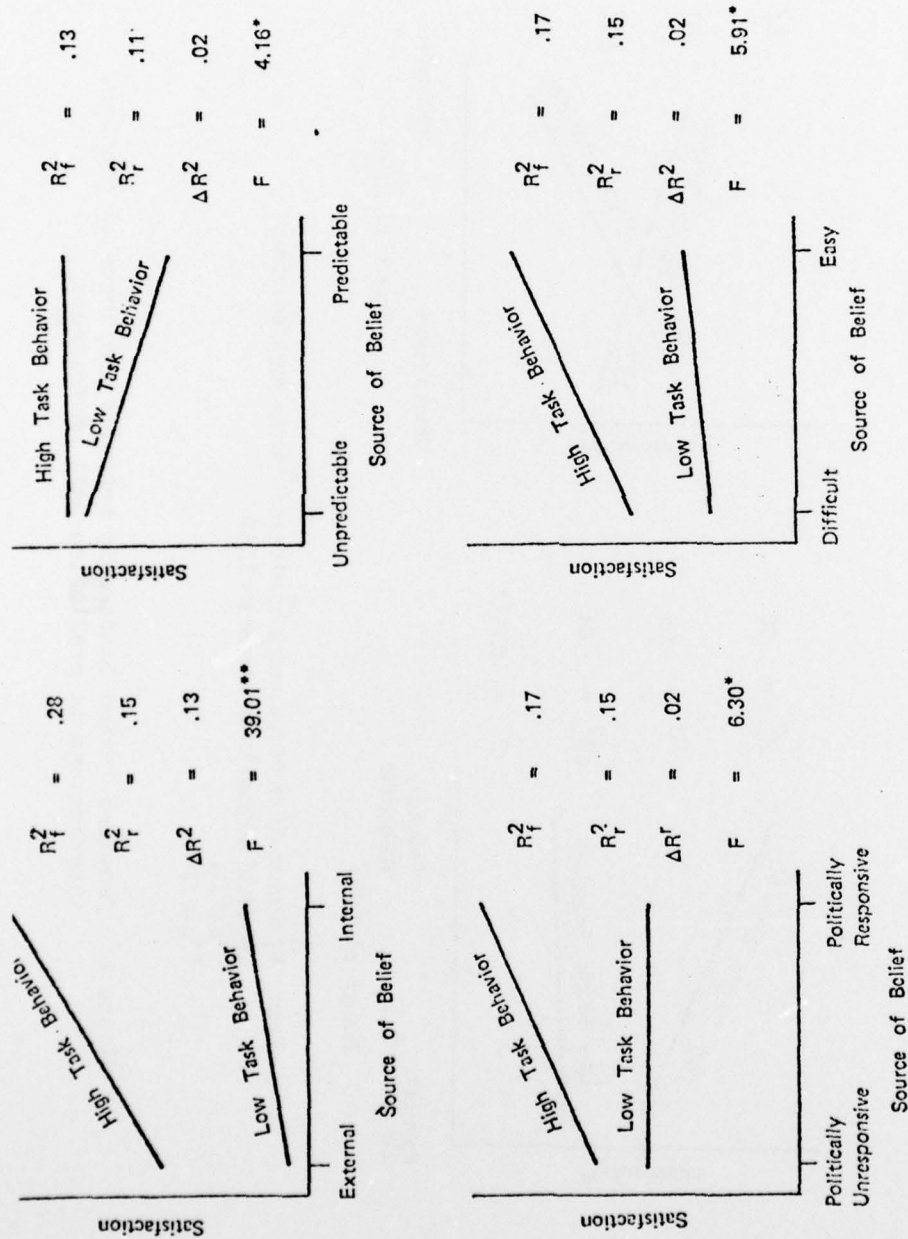 Satisfaction
High Task Behavior
Low Task Behavior
External
Internal
Source of Belief
R²f = .28
R²r = .15
ΔR² = .13
F = 39.01**
Satisfaction
High Task Behavior
Low Task Behavior
Unpredictable
Predictable
Source of Belief
R²f = .13
R²r = .11
ΔR² = .02
F = 4.16*
Satisfaction
High Task Behavior
Low Task Behavior
Politically
Unresponsive
Politically
Responsive
Source of Belief
R²f = .17
R²r = .15
ΔRʳ = .02
F = 6.30*
Satisfaction
High Task Behavior
Low Task Behavior
Difficult
Easy
Source of Belief
R²f = .17
R²r = .15
ΔR² = .02
F = 5.91*